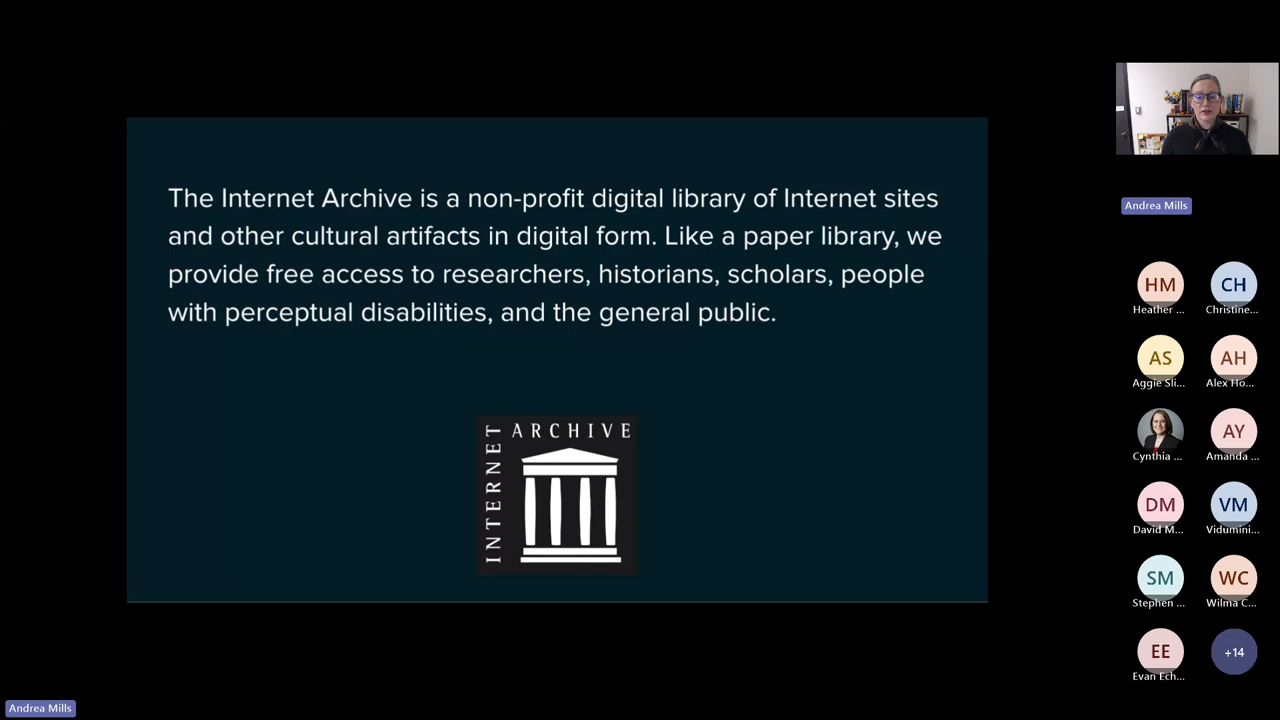 The Internet Archive is a non-profit digital library of Internet sites
and other cultural artifacts in digital form. Like a paper library, we
provide free access to researchers, historians, scholars, people
with perceptual disabilities, and the general public.
INTERNET
ARCHIVE
Andrea Mills
HM
Heather ...
CH
Christine...
AS
Aggie Sli...
AH
Alex Ho...
Cynthia ...
AY
Amanda ...
DM
David M...
VM
Vidumini...
SM
Stephen ...
WC
Wilma C...
EE
Evan Ech...
+14
Andrea Mills